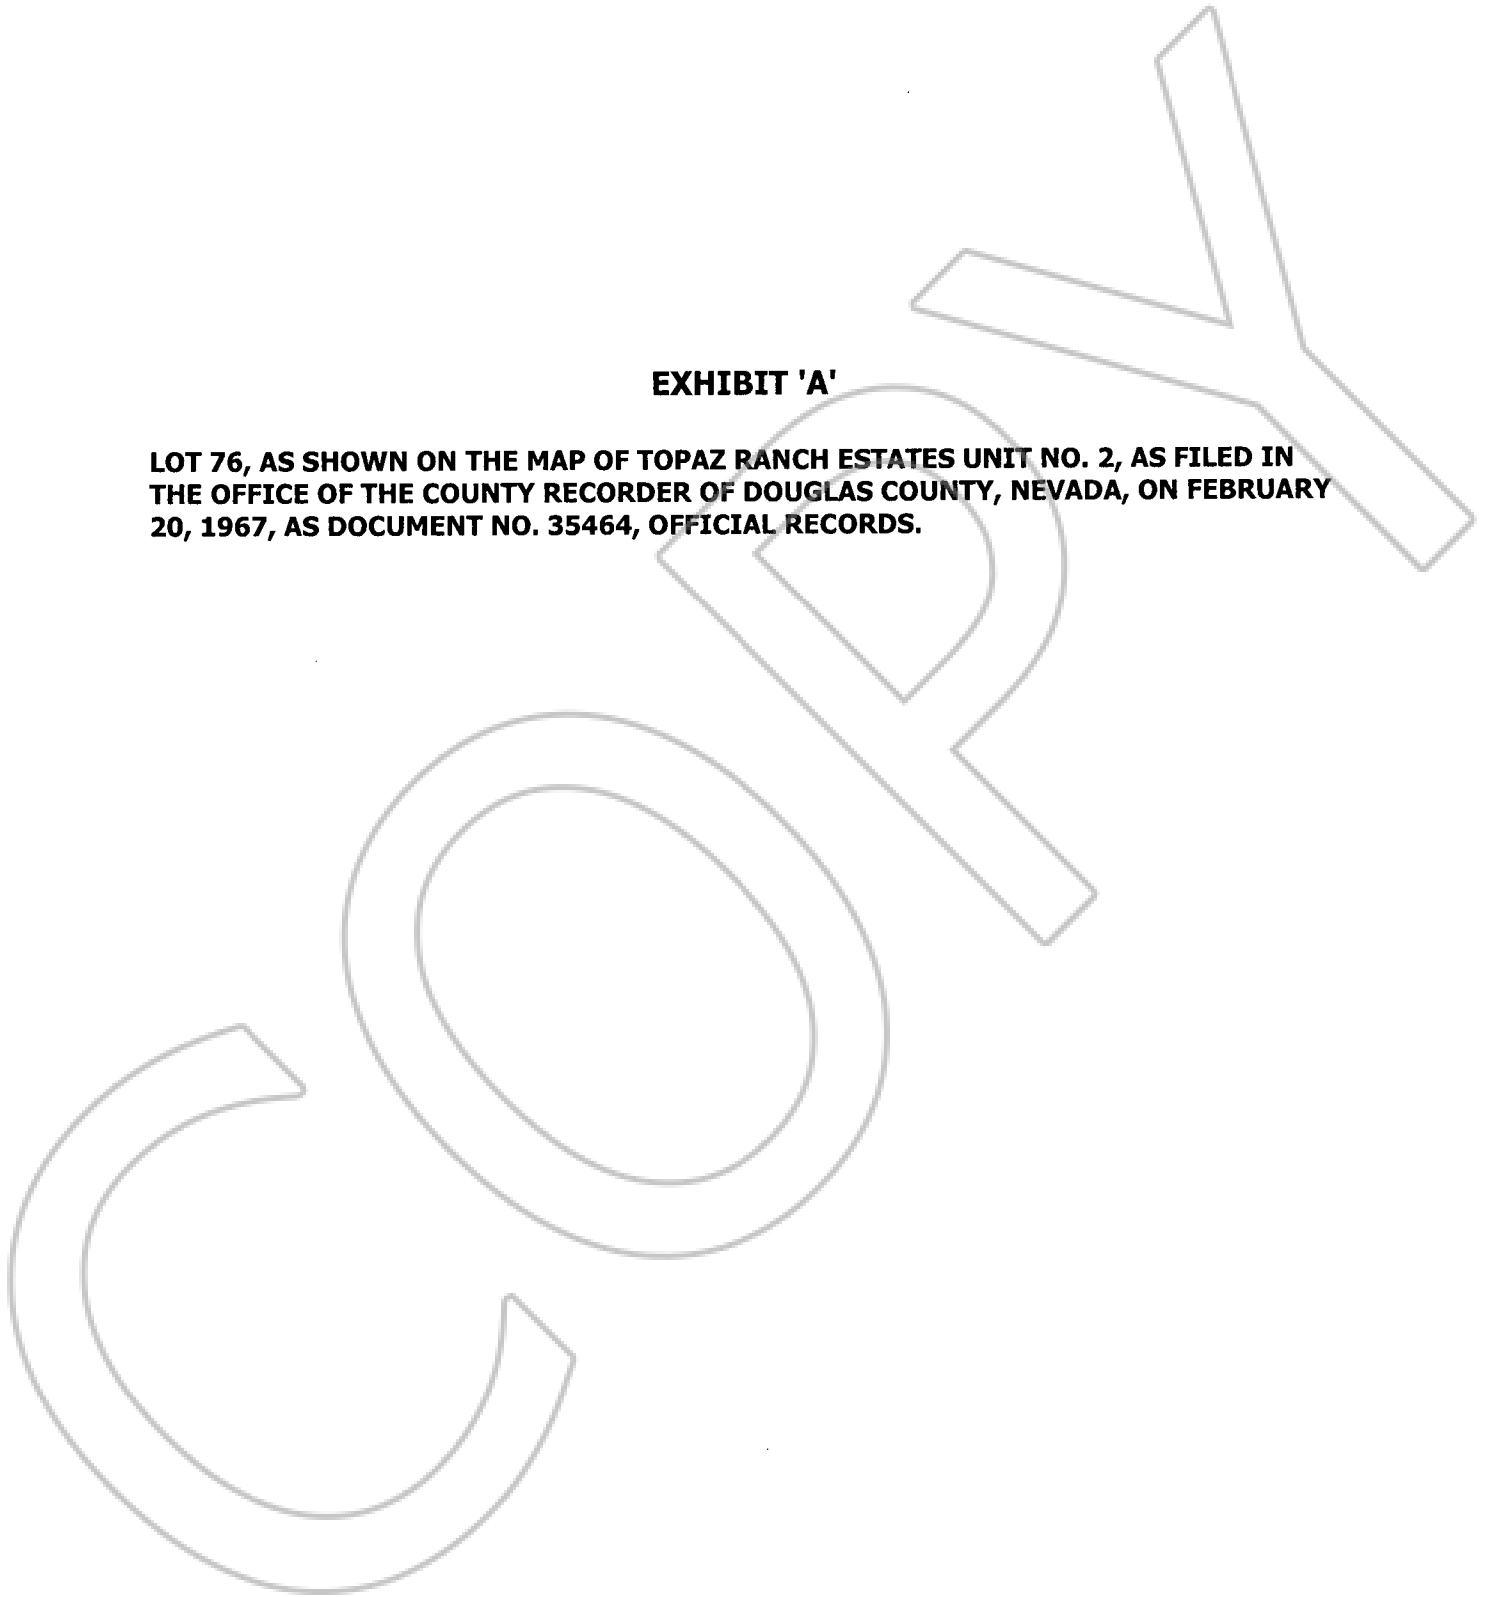 EXHIBIT 'A'
LOT 76, AS SHOWN ON THE MAP OF TOPAZ RANCH ESTATES UNIT NO. 2, AS FILED IN
THE OFFICE OF THE COUNTY RECORDER OF DOUGLAS COUNTY, NEVADA, ON FEBRUARY
20, 1967, AS DOCUMENT NO. 35464, OFFICIAL RECORDS.
COPY